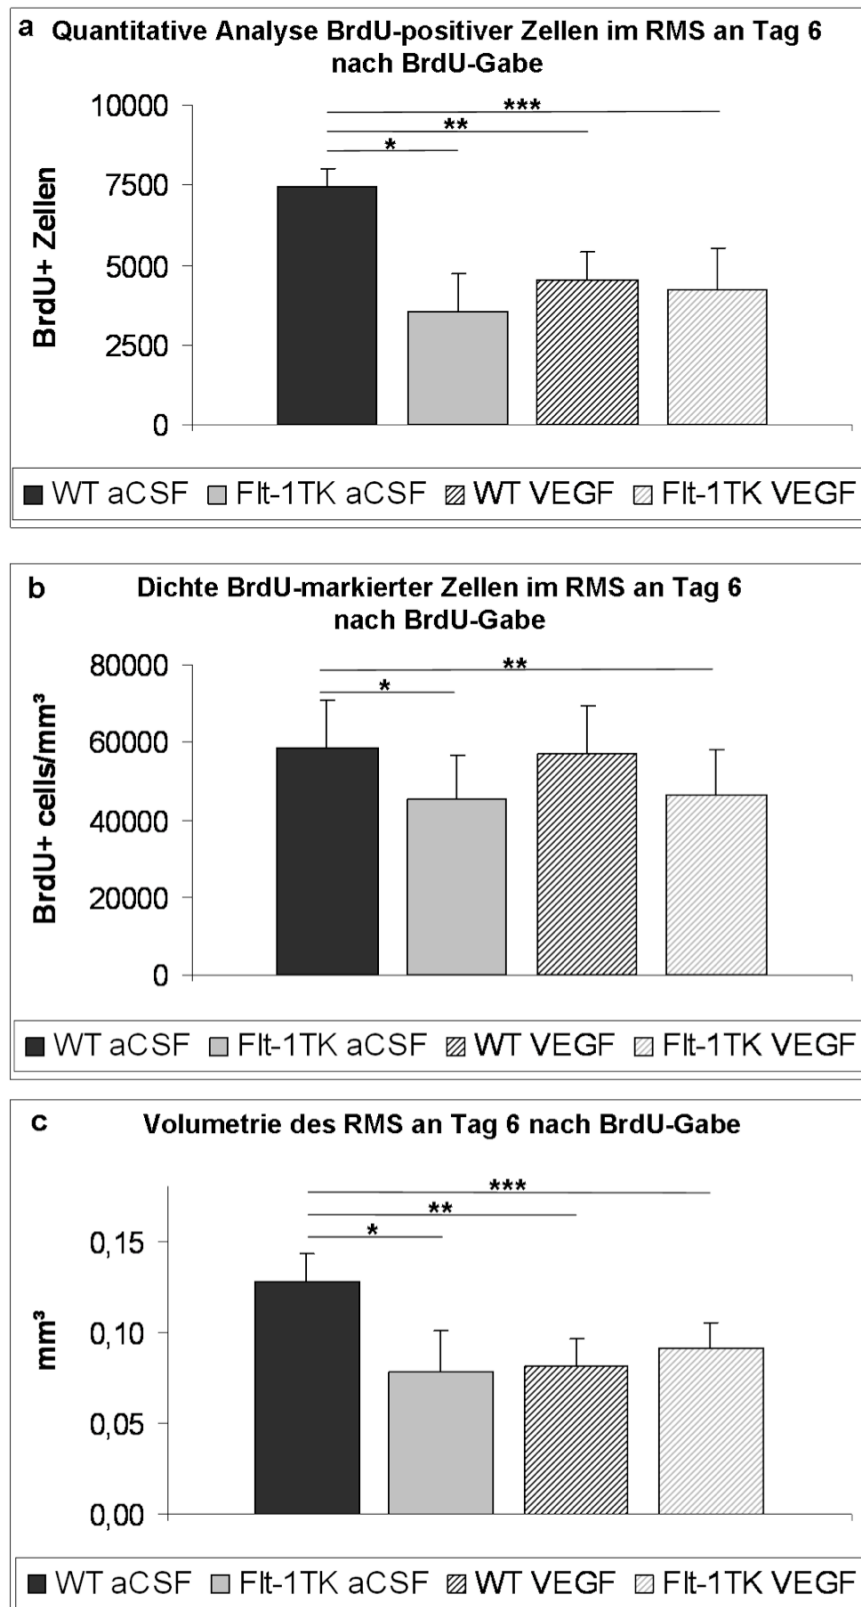 a Quantitative Analyse BrdU-positiver Zellen im RMS an Tag 6
nach BrdU-Gabe
BrdU+ Zellen
10000
7500
5000
2500
0
***
**
*
WT aCSF Flt-1TK aCSF WT VEGF Flt-1TK VEGF
b Dichte BrdU-markierter Zellen im RMS an Tag 6
nach BrdU-Gabe
BrdU+ cells/mm³
80000
60000
40000
20000
0
**
*
WT aCSF Flt-1TK aCSF WT VEGF Flt-1TK VEGF
c Volumetrie des RMS an Tag 6 nach BrdU-Gabe
mm³
0,15
0,10
0,05
0,00
***
**
*
WT aCSF Flt-1TK aCSF WT VEGF Flt-1TK VEGF